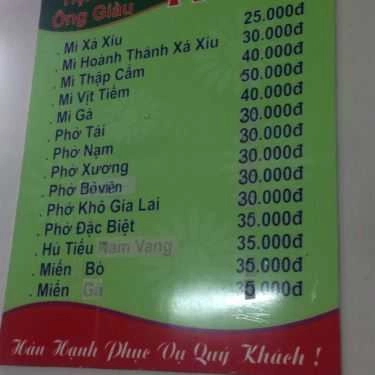 Ông Giàu
. Mì Xá Xíu 25.000đ
. Mì Hoành Thánh Xá Xíu 30.000đ
. Mì Thập Cẩm 40.000đ
. Mì Vịt Tiềm 50.000đ
. Mì Gà 40.000đ
. Phở Tái 30.000đ
. Phở Nạm 30.000đ
. Phở Xương 30.000đ
. Phở Bò viên 30.000đ
. Phở Khô Gia Lai 30.000đ
. Phở Đặc Biệt 35.000đ
. Hủ Tiếu Nam Vang 35.000đ
. Miến Bò 35.000đ
. Miến Gà 35.000đ
Hân Hạnh Phục Vụ Quý Khách !